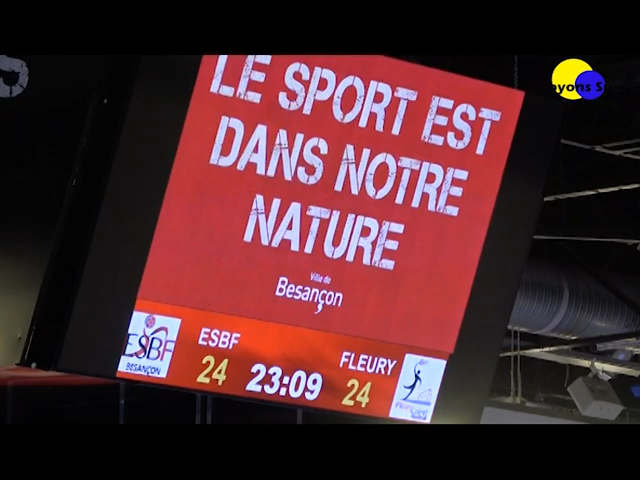 LE SPORT EST
DANS NOTRE
NATURE
Ville de
Besançon
ESBF
24
23:09
FLEURY
24
ESBF
BESANÇON